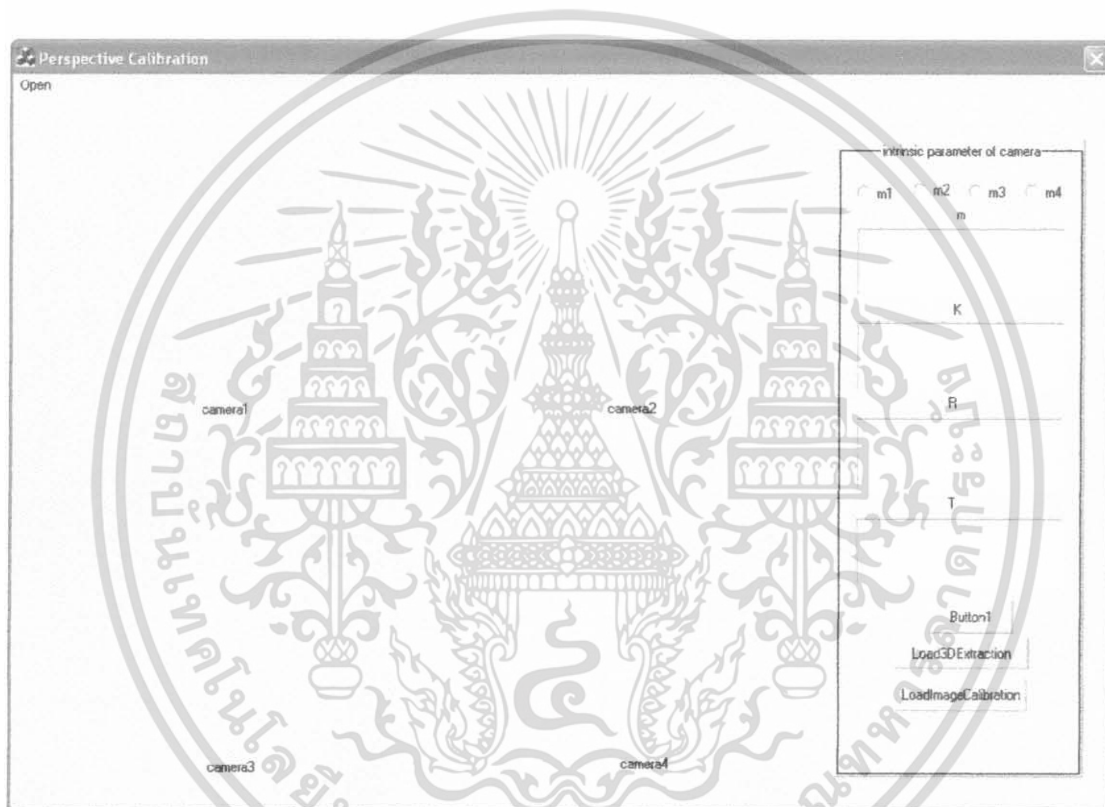 Perspective Calibration
Open
intrinsic parameter of camera
m1 m2 m3 m4
m
K
camera1
camera2
R
T
Button1
Load3DExtraction
LoadImageCalibration
camera3
camera4